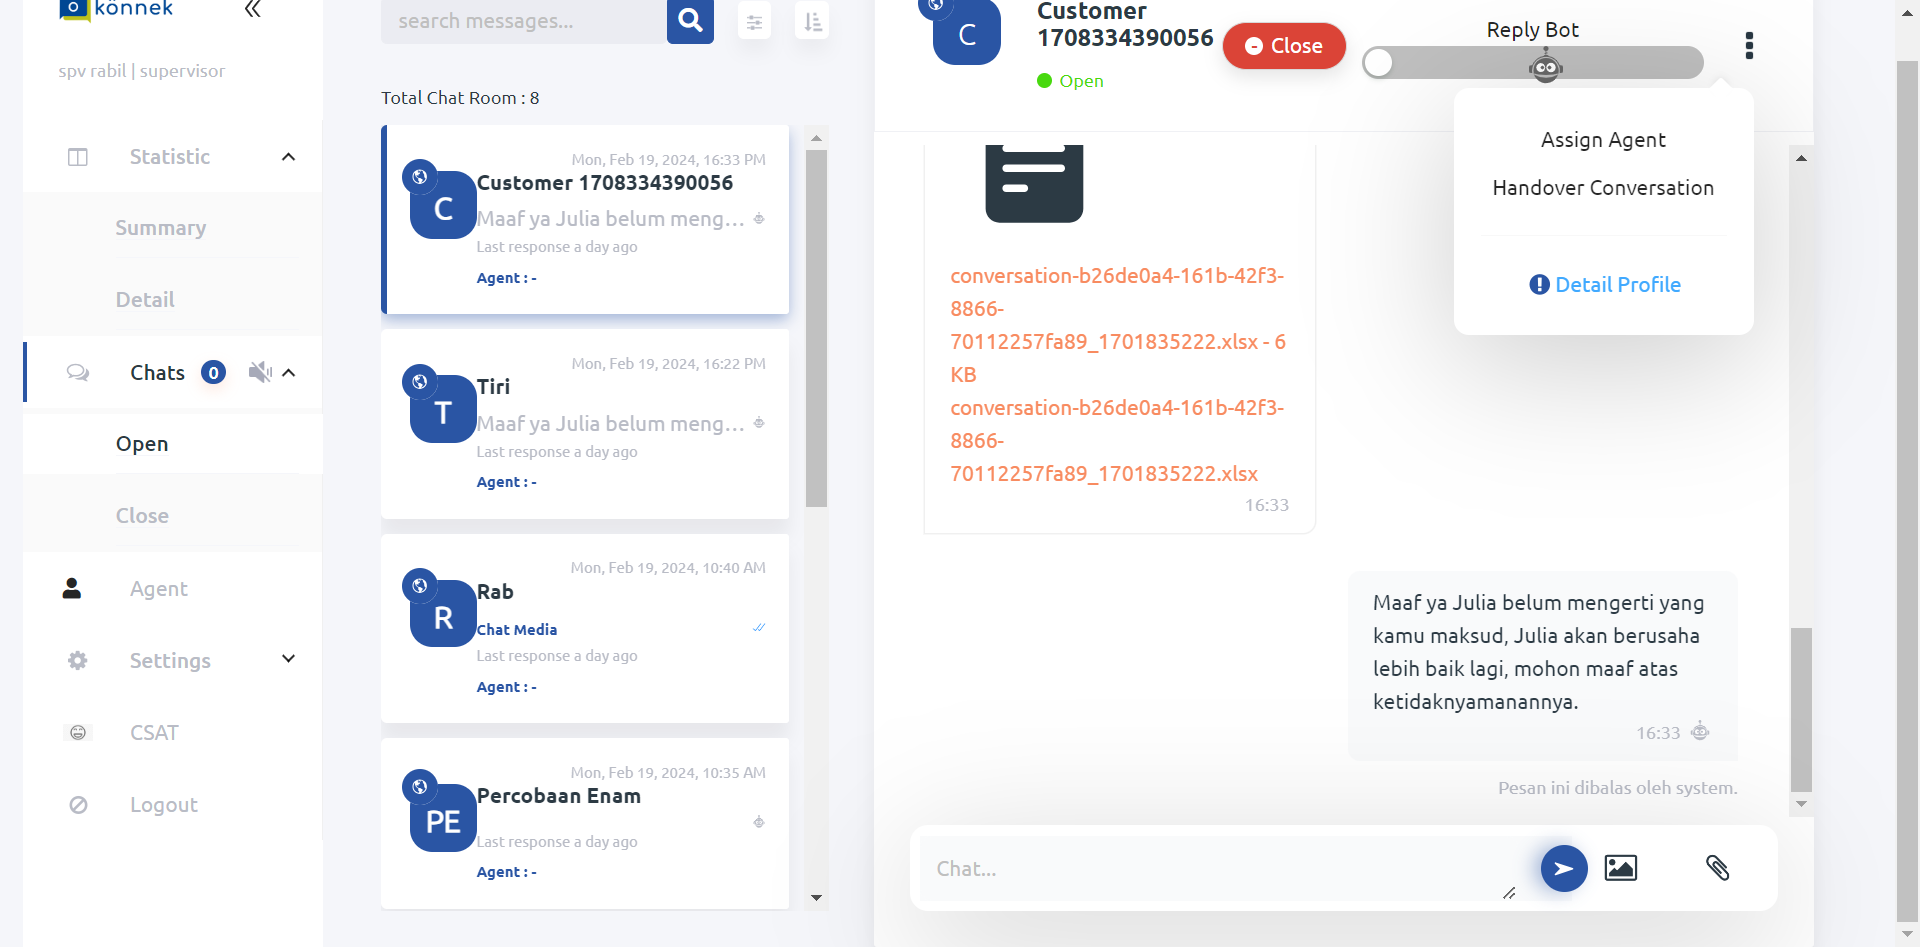 könnek
spv rabil | supervisor
Statistic
Summary
Detail
Chats 0
Open
Close
Agent
Settings
CSAT
Logout
search messages...
Total Chat Room : 8
Mon, Feb 19, 2024, 16:33 PM
C
Customer 1708334390056
Maaf ya Julia belum meng...
Last response a day ago
Agent : -
Mon, Feb 19, 2024, 16:22 PM
T
Tiri
Maaf ya Julia belum meng...
Last response a day ago
Agent : -
Mon, Feb 19, 2024, 10:40 AM
R
Rab
Chat Media
Last response a day ago
Agent : -
Mon, Feb 19, 2024, 10:35 AM
PE
Percobaan Enam
Last response a day ago
Agent : -
C
Customer
1708334390056
Open
Close
Reply Bot
Assign Agent
Handover Conversation
Detail Profile
conversation-b26de0a4-161b-42f3-
8866-
70112257fa89_1701835222.xlsx - 6
KB
conversation-b26de0a4-161b-42f3-
8866-
70112257fa89_1701835222.xlsx
16:33
Maaf ya Julia belum mengerti yang
kamu maksud, Julia akan berusaha
lebih baik lagi, mohon maaf atas
ketidaknyamanannya.
16:33
Pesan ini dibalas oleh system.
Chat...